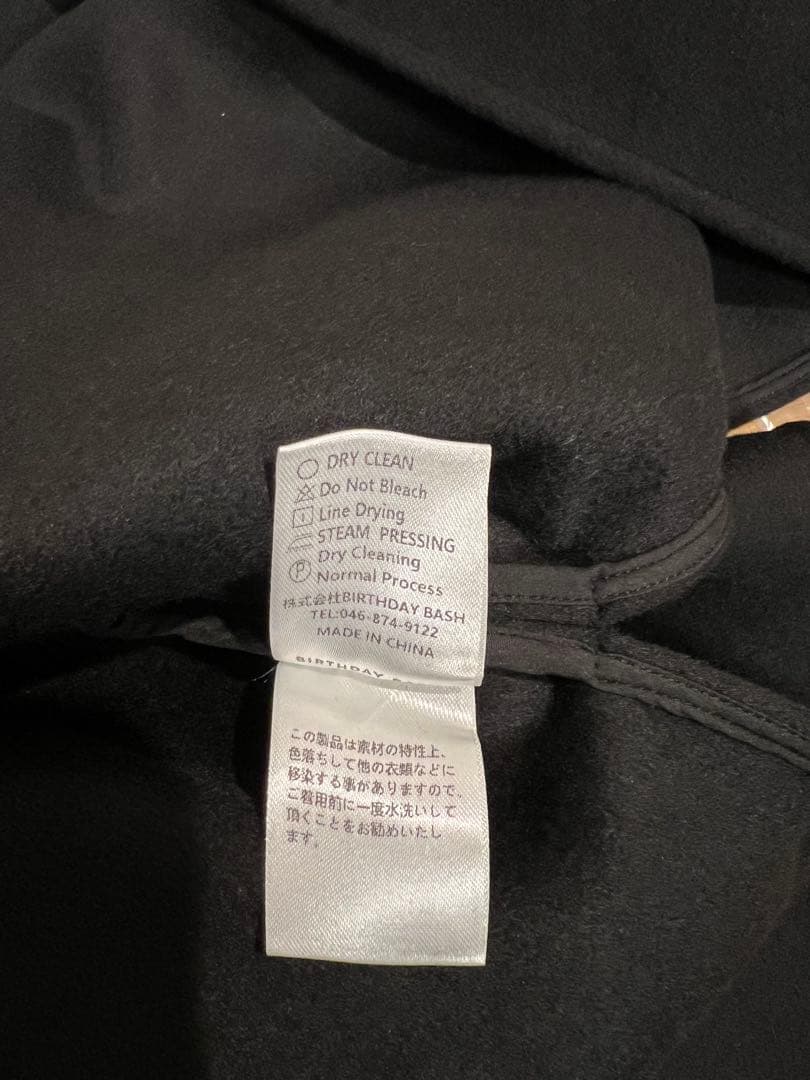 DRY CLEAN
Do Not Bleach
Line Drying
STEAM PRESSING
Dry Cleaning
P
Normal Process
株式会社BIRTHDAY BASH
TEL:046-874-9122
MADE IN CHINA
BIRTHDAY
この製品は素材の特性上、
色落ちして他の衣類などに
移染する事がありますので、
ご着用前に一度水洗いして
頂くことをお勧めいたし
ます。